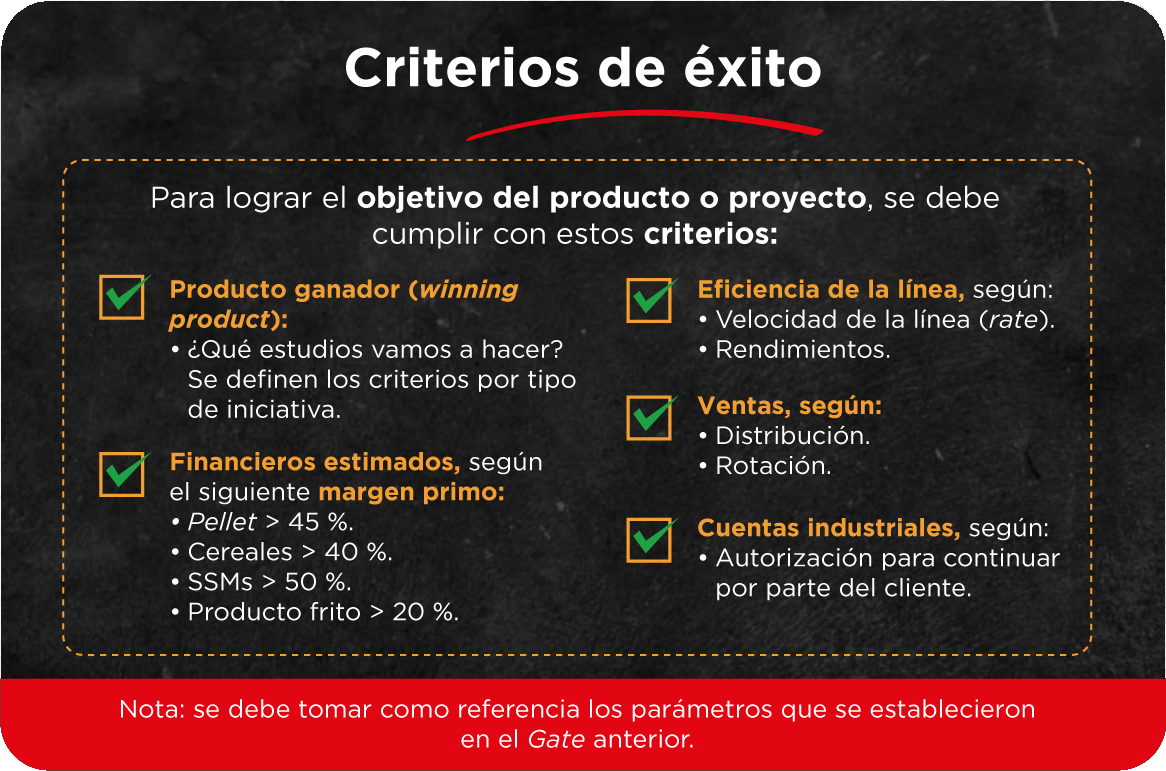 Criterios de éxito
Para lograr el objetivo del producto o proyecto, se debe
cumplir con estos criterios:
Producto ganador (winning
product):
• ¿Qué estudios vamos a hacer?
Se definen los criterios por tipo
de iniciativa.
Financieros estimados, según
el siguiente margen primo:
• Pellet > 45 %.
• Cereales > 40 %.
• SSMs > 50 %.
• Producto frito > 20 %.
Eficiencia de la línea, según:
• Velocidad de la línea (rate).
• Rendimientos.
Ventas, según:
• Distribución.
• Rotación.
Cuentas industriales, según:
• Autorización para continuar
por parte del cliente.
Nota: se debe tomar como referencia los parámetros que se establecieron
en el Gate anterior.